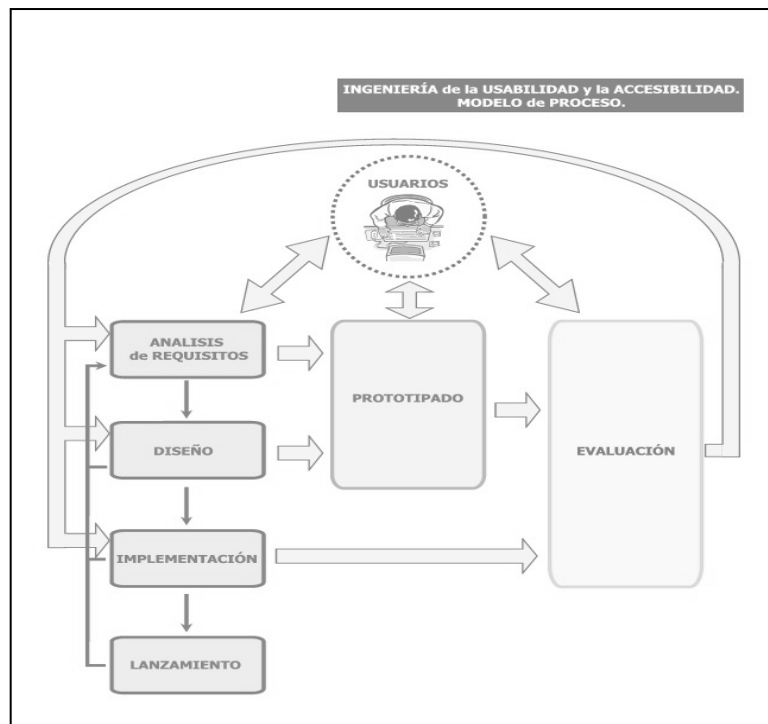 INGENIERÍA de la USABILIDAD y la ACCESIBILIDAD.
MODELO de PROCESO.
USUARIOS
ANALISIS
de REQUISITOS
PROTOTIPADO
DISEÑO
EVALUACIÓN
IMPLEMENTACIÓN
LANZAMIENTO